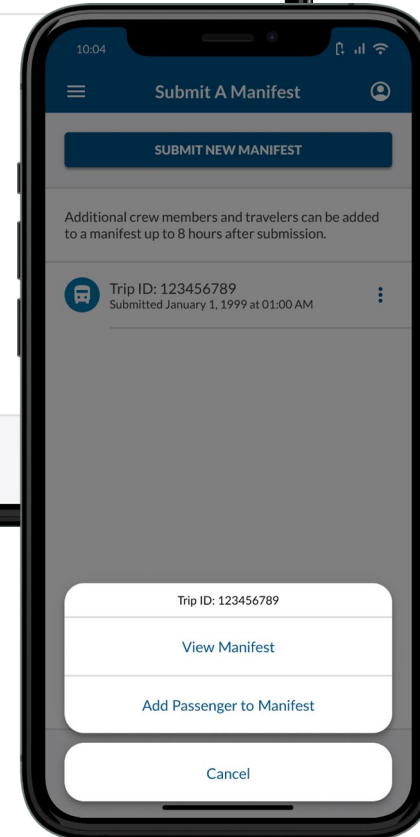 10:04
Submit A Manifest
SUBMIT NEW MANIFEST
Additional crew members and travelers can be added
to a manifest up to 8 hours after submission.
Trip ID: 123456789
Submitted January 1, 1999 at 01:00 AM
Trip ID: 123456789
View Manifest
Add Passenger to Manifest
Cancel